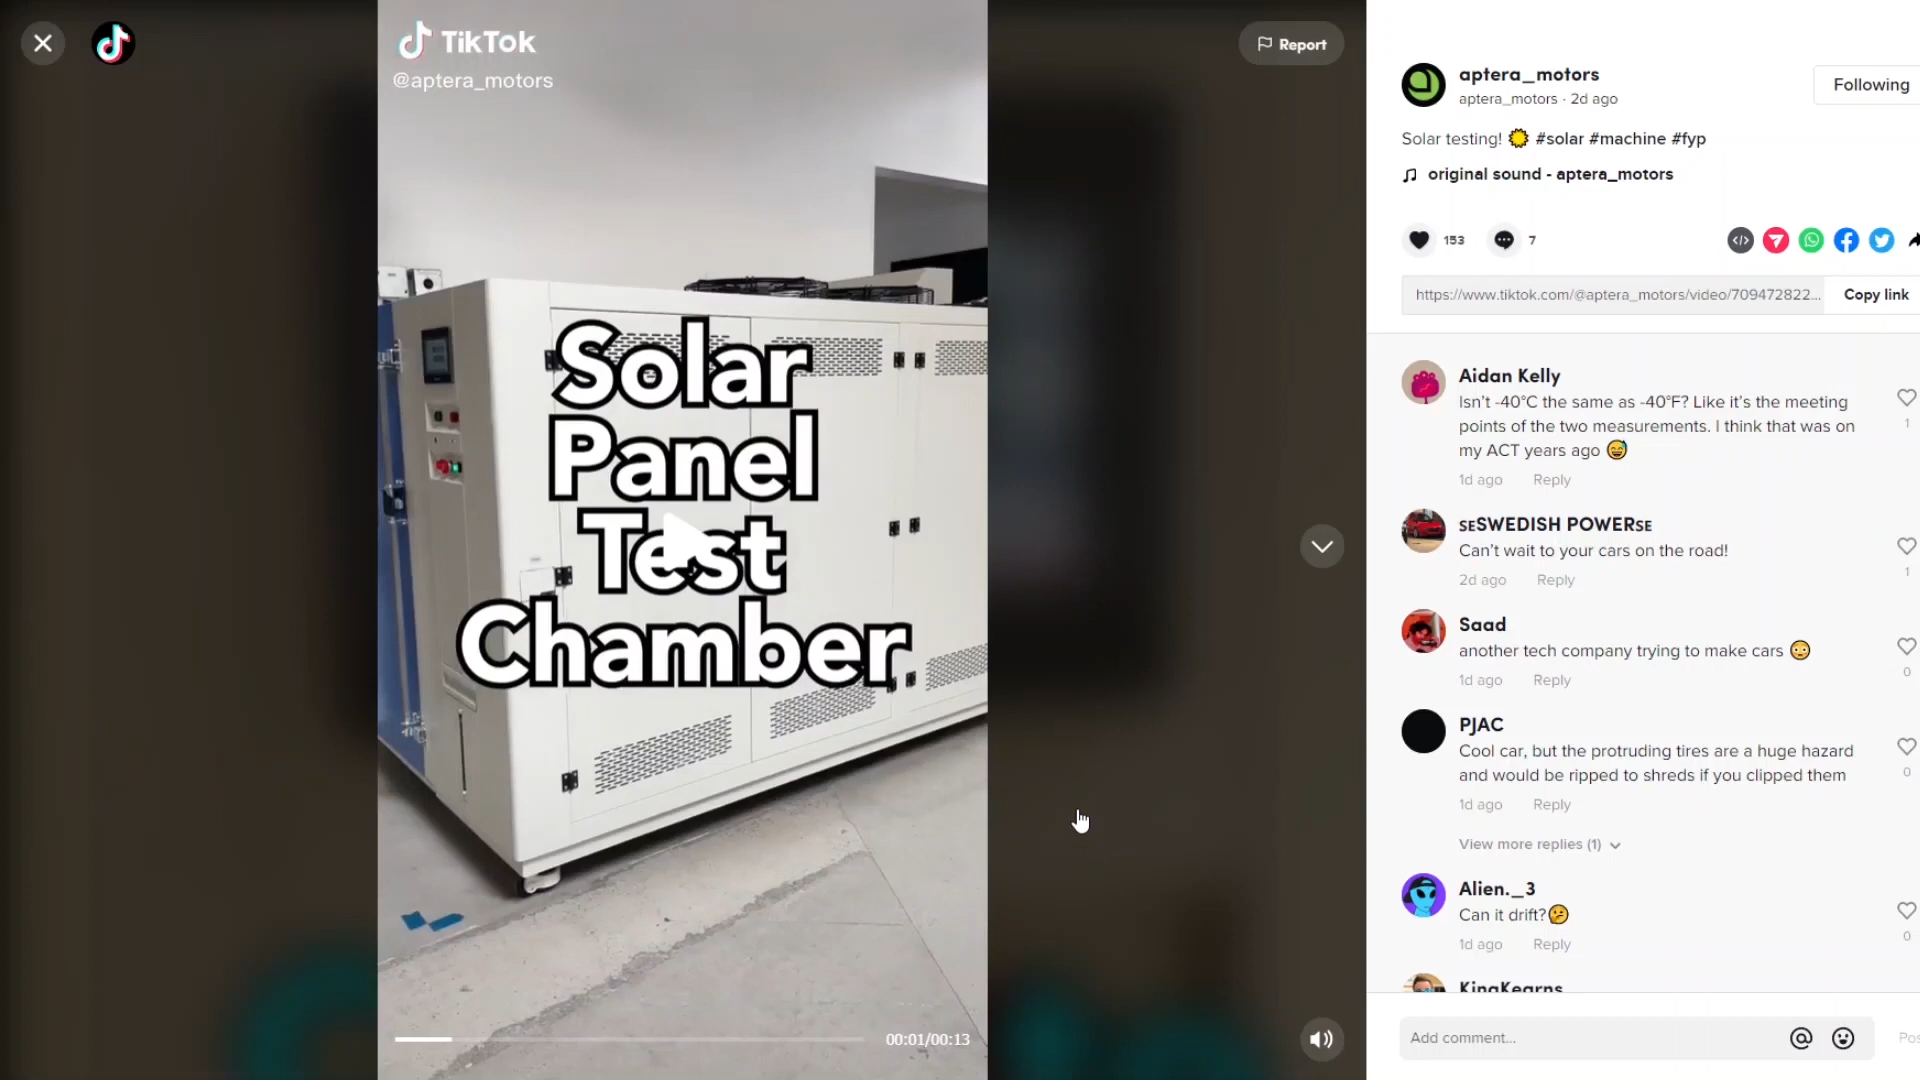 TikTok
@aptera_motors
Report
Solar
Panel
Test
Chamber
00:01/00:13
aptera_motors
aptera_motors · 2d ago
Following
Solar testing! #solar #machine #fyp
original sound - aptera_motors
153
7
https://www.tiktok.com/@aptera_motors/video/709472822...
Copy link
Aidan Kelly
Isn't -40°C the same as -40°F? Like it's the meeting
points of the two measurements. I think that was on
my ACT years ago
1
1d ago Reply
🇸🇪SWEDISH POWER🇸🇪
Can't wait to your cars on the road!
1
2d ago Reply
Saad
another tech company trying to make cars
0
1d ago Reply
PJAC
Cool car, but the protruding tires are a huge hazard
and would be ripped to shreds if you clipped them
0
1d ago Reply
View more replies (1)
Alien._3
Can it drift?
0
1d ago Reply
KingKearns
Add comment...